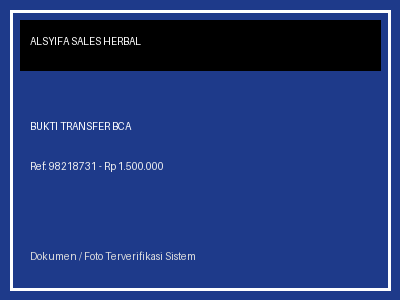 ALSYIFA SALES HERBAL
BUKTI TRANSFER BCA
Ref: 98218731 - Rp 1.500.000
Dokumen / Foto Terverifikasi Sistem